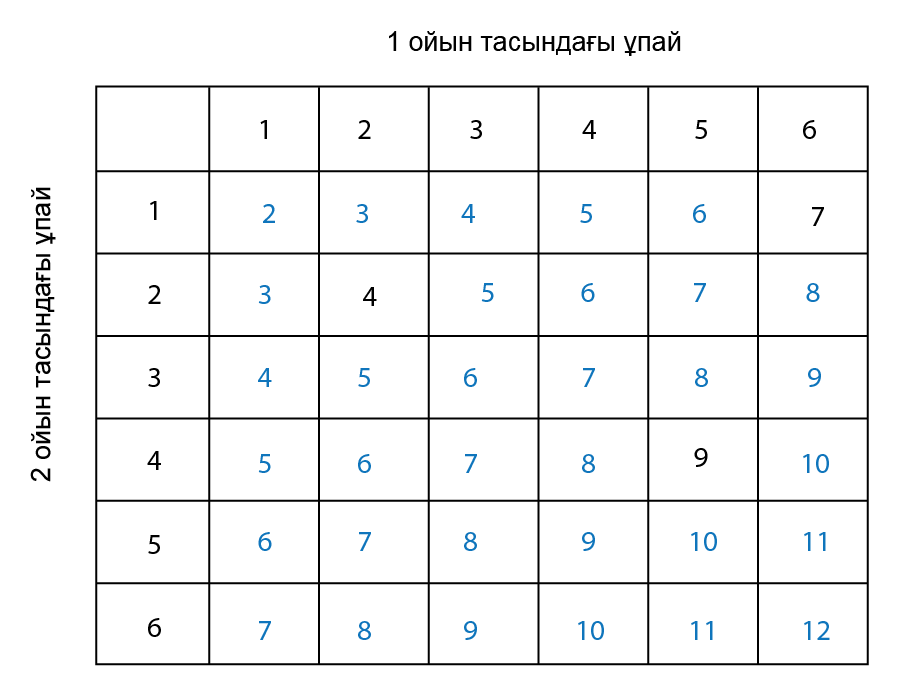 1 ойын тасындағы ұпай
2 ойын тасындағы ұпай
1 2 3 4 5 6
1 2 3 4 5 6 7
2 3 4 5 6 7 8
3 4 5 6 7 8 9
4 5 6 7 8 9 10
5 6 7 8 9 10 11
6 7 8 9 10 11 12